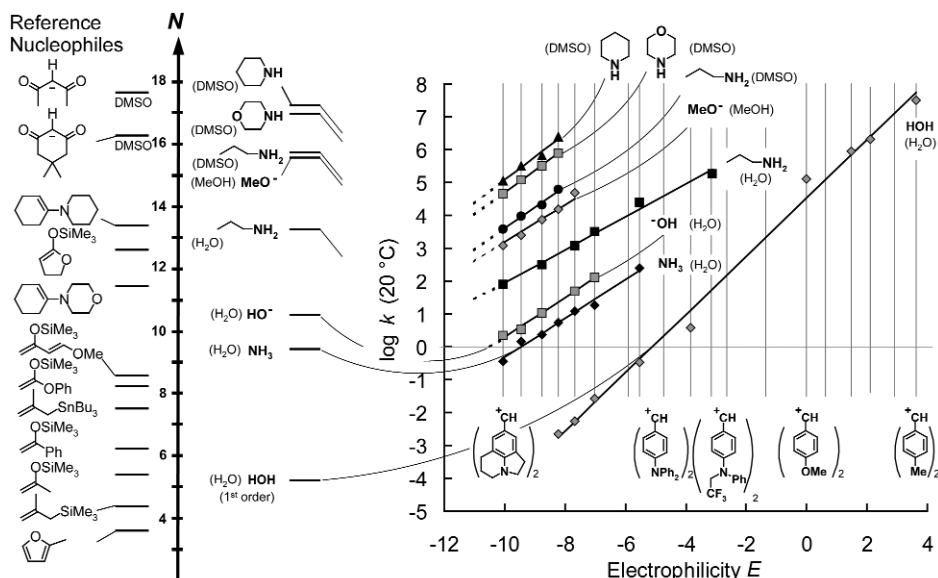 Reference
Nucleophiles
N
H
O O
−
DMSO
H
O O
−
DMSO
N
OSiMe₃
O
N O
OSiMe₃
OMe
OSiMe₃
OPh
SnBu₃
OSiMe₃
Ph
OSiMe₃
SiMe₃
O
18
16
14
12
10
8
6
4
(DMSO) NH
(DMSO) O NH
(DMSO) NH₂
(MeOH) MeO⁻
(H₂O) NH₂
(H₂O) HO⁻
(H₂O) NH₃
(H₂O) HOH
(1ˢᵗ order)
(DMSO) N H
O N H (DMSO)
NH₂ (DMSO)
MeO⁻ (MeOH)
HOH
(H₂O)
NH₂
(H₂O)
⁻OH (H₂O)
NH₃ (H₂O)
log k (20 °C)
8
7
6
5
4
3
2
1
0
-1
-2
-3
-4
-5
+CH
N
2
+CH
NPh₂
2
+CH
N Ph
CF₃
2
+CH
OMe
2
+CH
Me
2
-12 -10 -8 -6 -4 -2 0 2 4
Electrophilicity E